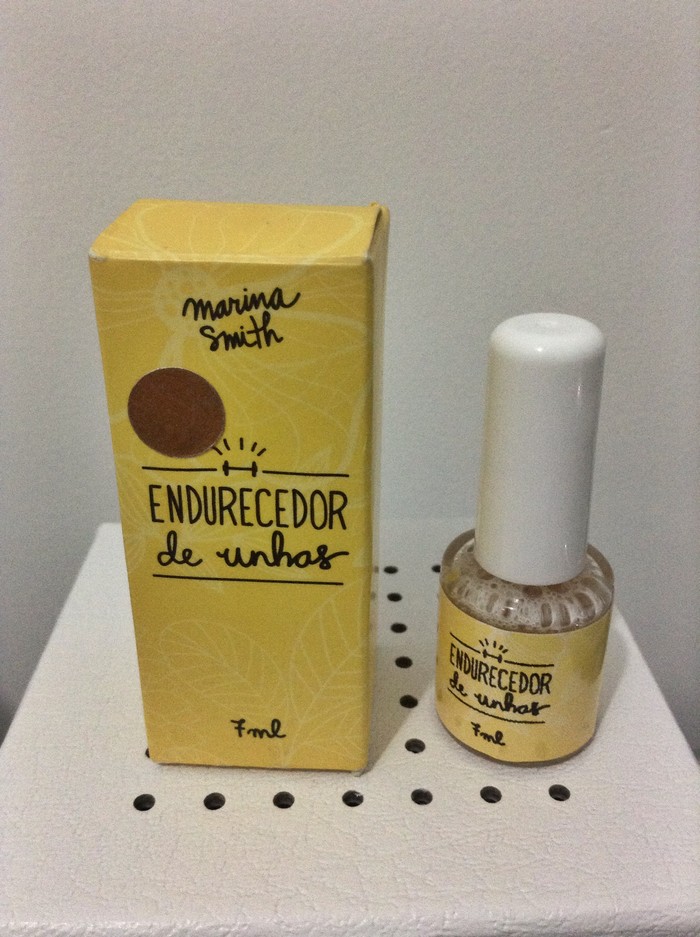 marina
smith
ENDURECEDOR
de unhas
7ml
ENDURECEDOR
de unhas
7ml